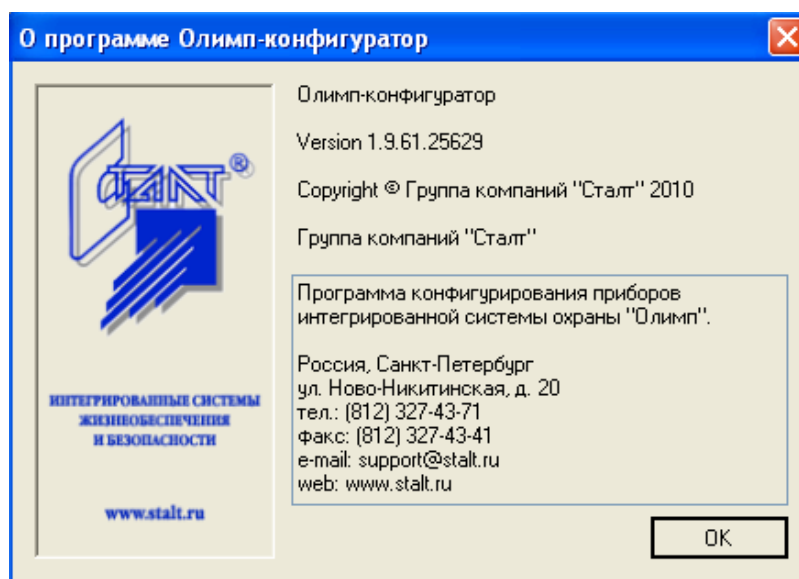 О программе Олимп-конфигуратор
Сталт®
ИНТЕГРИРОВАННЫЕ СИСТЕМЫ
ЖИЗНЕОБЕСПЕЧЕНИЯ
И БЕЗОПАСНОСТИ
www.stalt.ru
Олимп-конфигуратор
Version 1.9.61.25629
Copyright © Группа компаний "Сталт" 2010
Группа компаний "Сталт"
Программа конфигурирования приборов
интегрированной системы охраны "Олимп".
Россия, Санкт-Петербург
ул. Ново-Никитинская, д. 20
тел.: (812) 327-43-71
факс: (812) 327-43-41
e-mail: support@stalt.ru
web: www.stalt.ru
OK